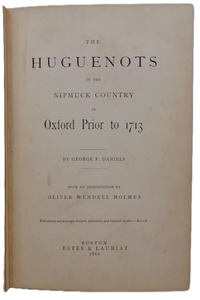 THE
HUGUENOTS
IN THE
NIPMUCK COUNTRY
OR
Oxford Prior to 1713
BY GEORGE F. DANIELS
WITH AN INTRODUCTION BY
OLIVER WENDELL HOLMES
BOSTON
ESTES & LAURIAT
1880